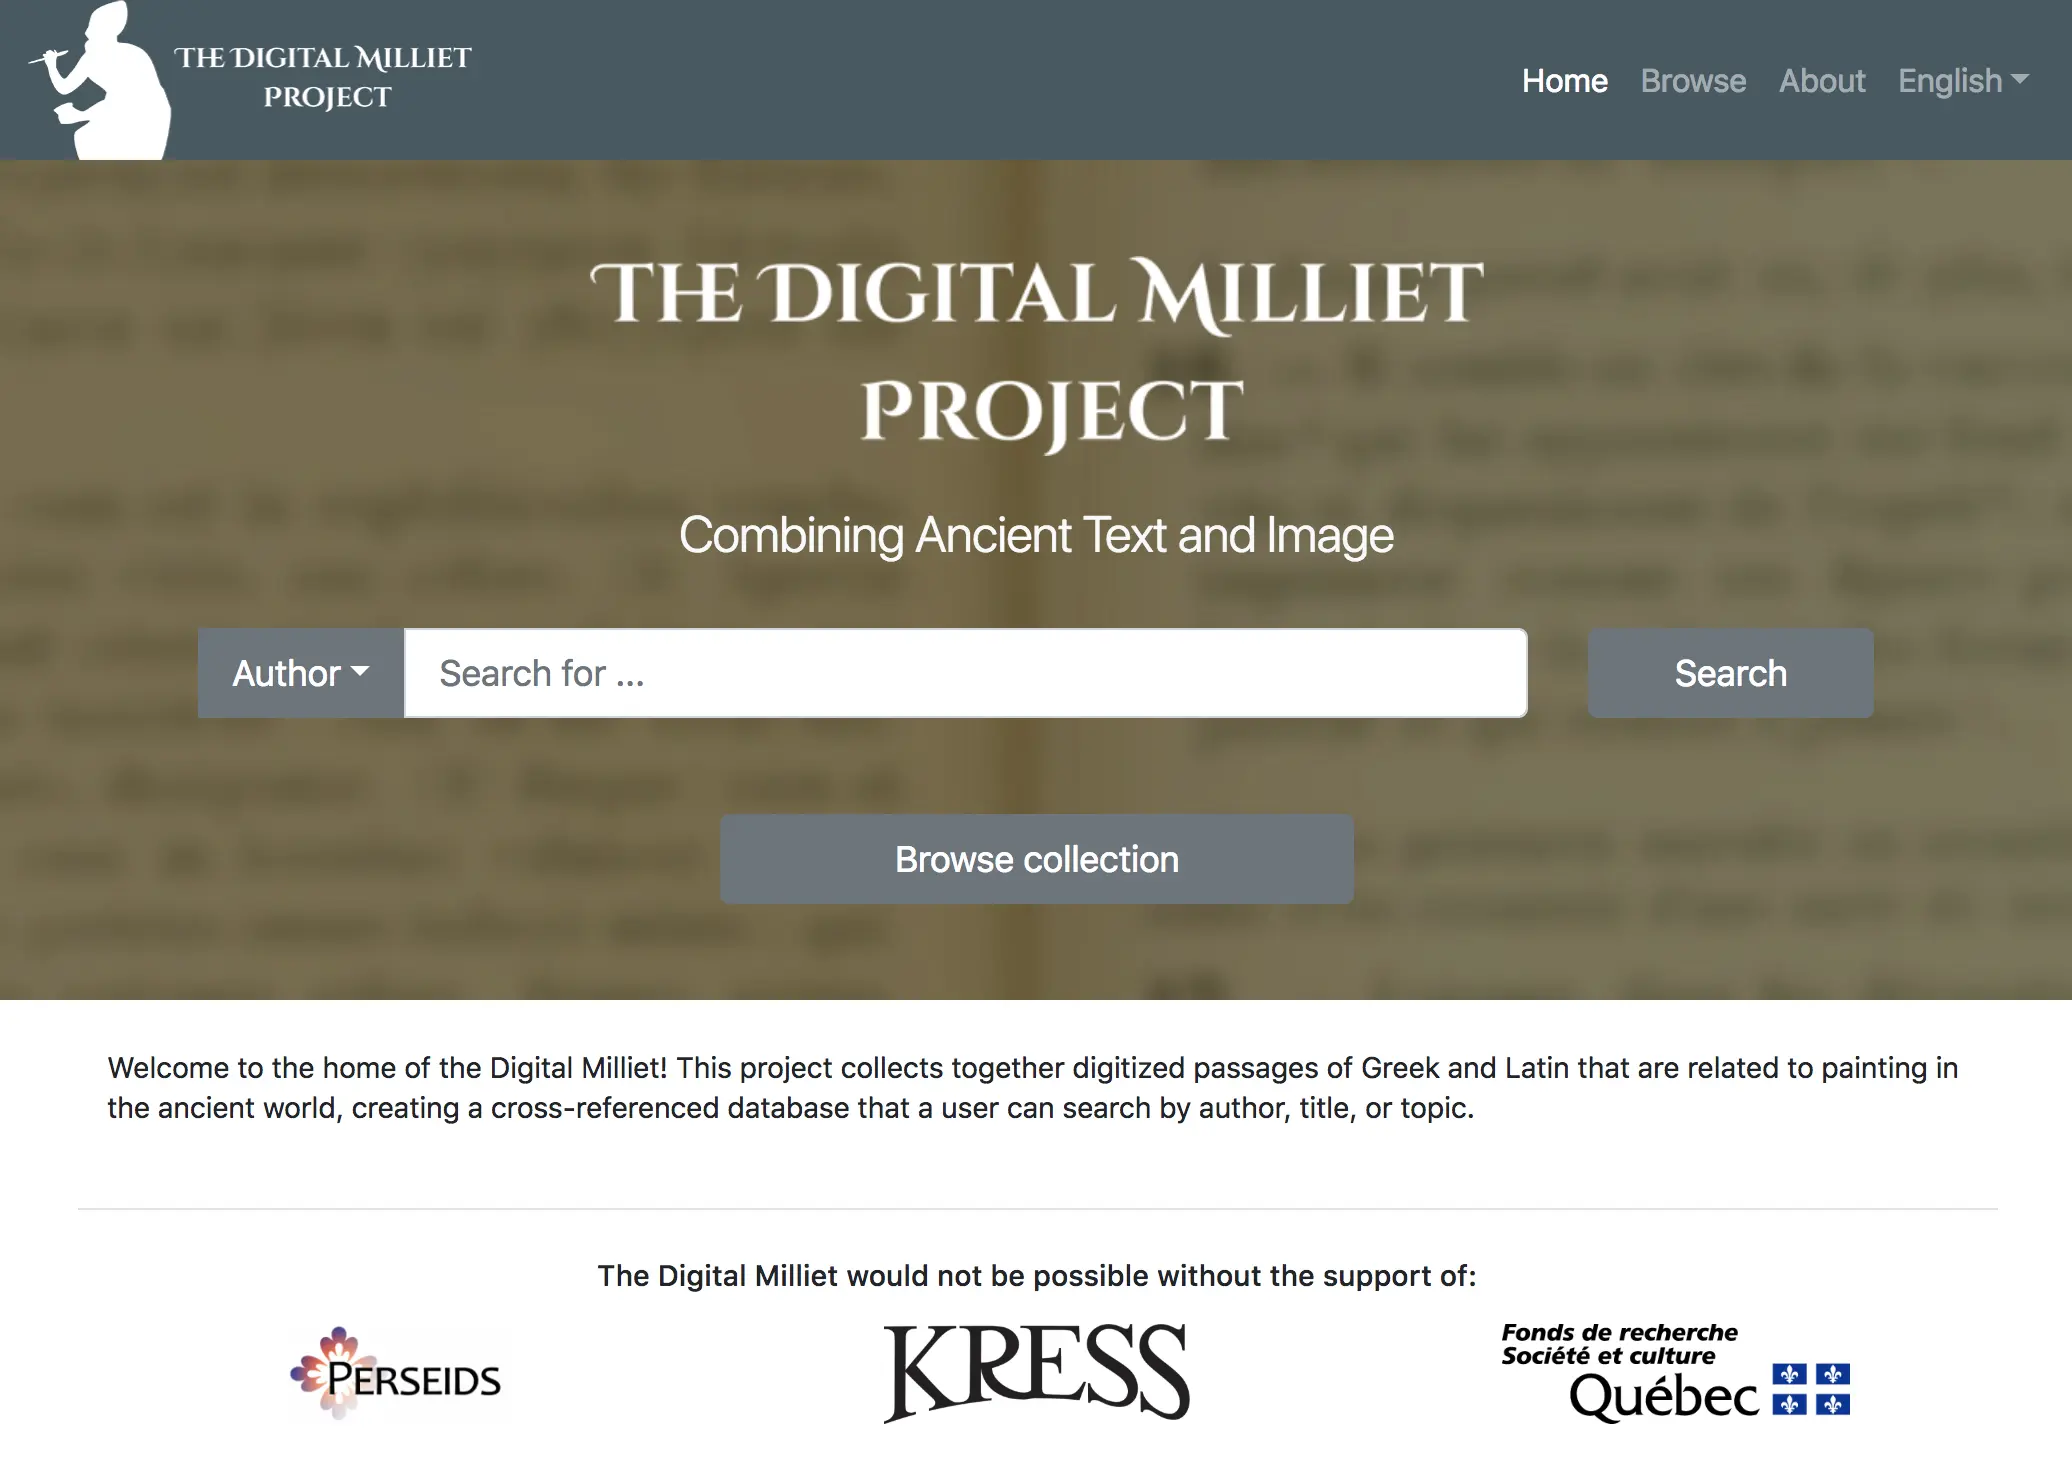 THE DIGITAL MILLIET
PROJECT
Home Browse About English
THE DIGITAL MILLIET
PROJECT
Combining Ancient Text and Image
Author Search for ... Search
Browse collection
Welcome to the home of the Digital Milliet! This project collects together digitized passages of Greek and Latin that are related to painting in
the ancient world, creating a cross-referenced database that a user can search by author, title, or topic.
The Digital Milliet would not be possible without the support of:
PERSEIDS
KRESS
Fonds de recherche
Société et culture
Québec